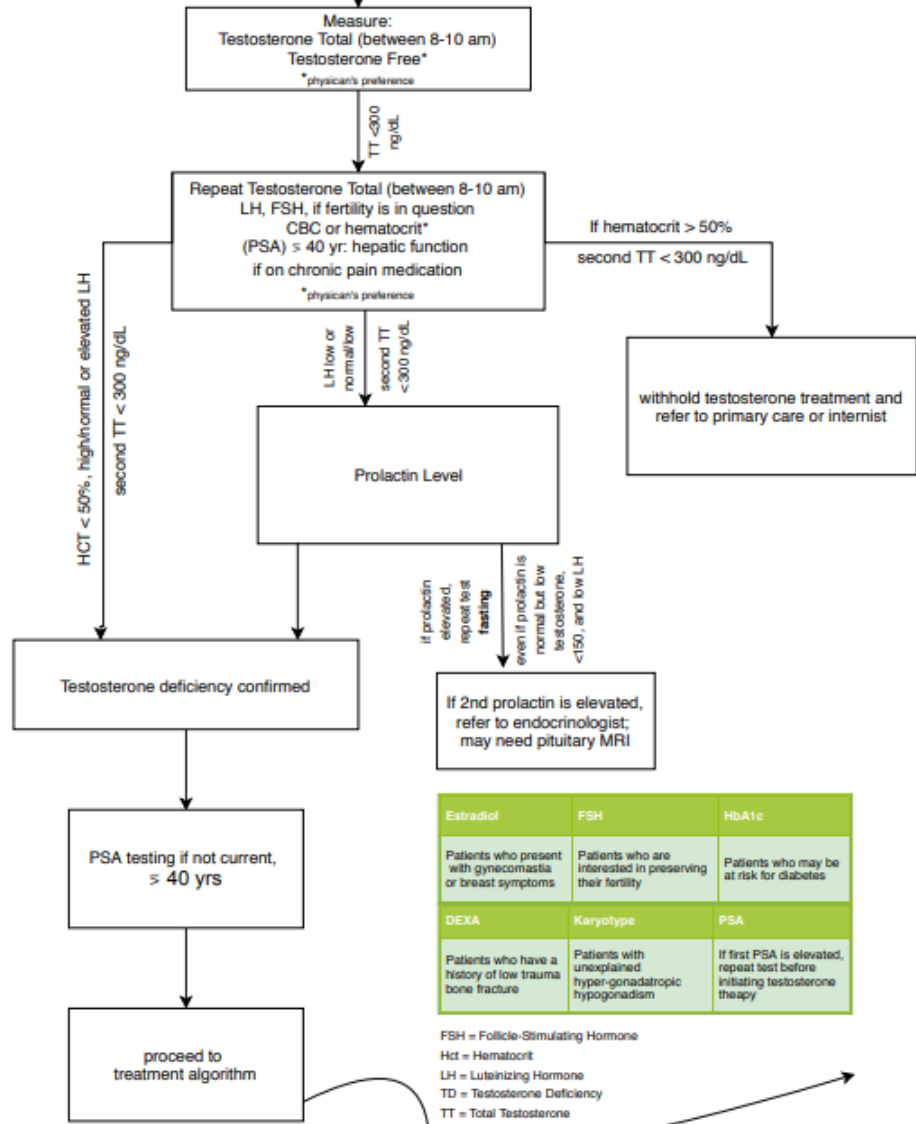 Measure:
Testosterone Total (between 8-10 am)
Testosterone Free*
*physican's preference
TT <300
ng/dL
Repeat Testosterone Total (between 8-10 am)
LH, FSH, if fertility is in question
CBC or hematocrit*
(PSA) ≶ 40 yr: hepatic function
if on chronic pain medication
*physican's preference
If hematocrit > 50%
second TT < 300 ng/dL
HCT < 50%, high/normal or elevated LH
second TT < 300 ng/dL
LH low or
normal/low
second TT
<300 ng/dL
withhold testosterone treatment and
refer to primary care or internist
Prolactin Level
if prolactin
elevated,
repeat test
fasting
even if prolactin is
normal but low
testosterone,
<150, and low LH
Testosterone deficiency confirmed
If 2nd prolactin is elevated,
refer to endocrinologist;
may need pituitary MRI
PSA testing if not current,
≶ 40 yrs
Estradiol
FSH
HbA1c
Patients who present
with gynecomastia
or breast symptoms
Patients who are
interested in preserving
their fertility
Patients who may be
at risk for diabetes
DEXA
Karyotype
PSA
Patients who have a
history of low trauma
bone fracture
Patients with
unexplained
hyper-gonadatropic
hypogonadism
If first PSA is elevated,
repeat test before
initiating testosterone
theapy
proceed to
treatment algorithm
FSH = Follicle-Stimulating Hormone
Hct = Hematocrit
LH = Luteinizing Hormone
TD = Testosterone Deficiency
TT = Total Testosterone